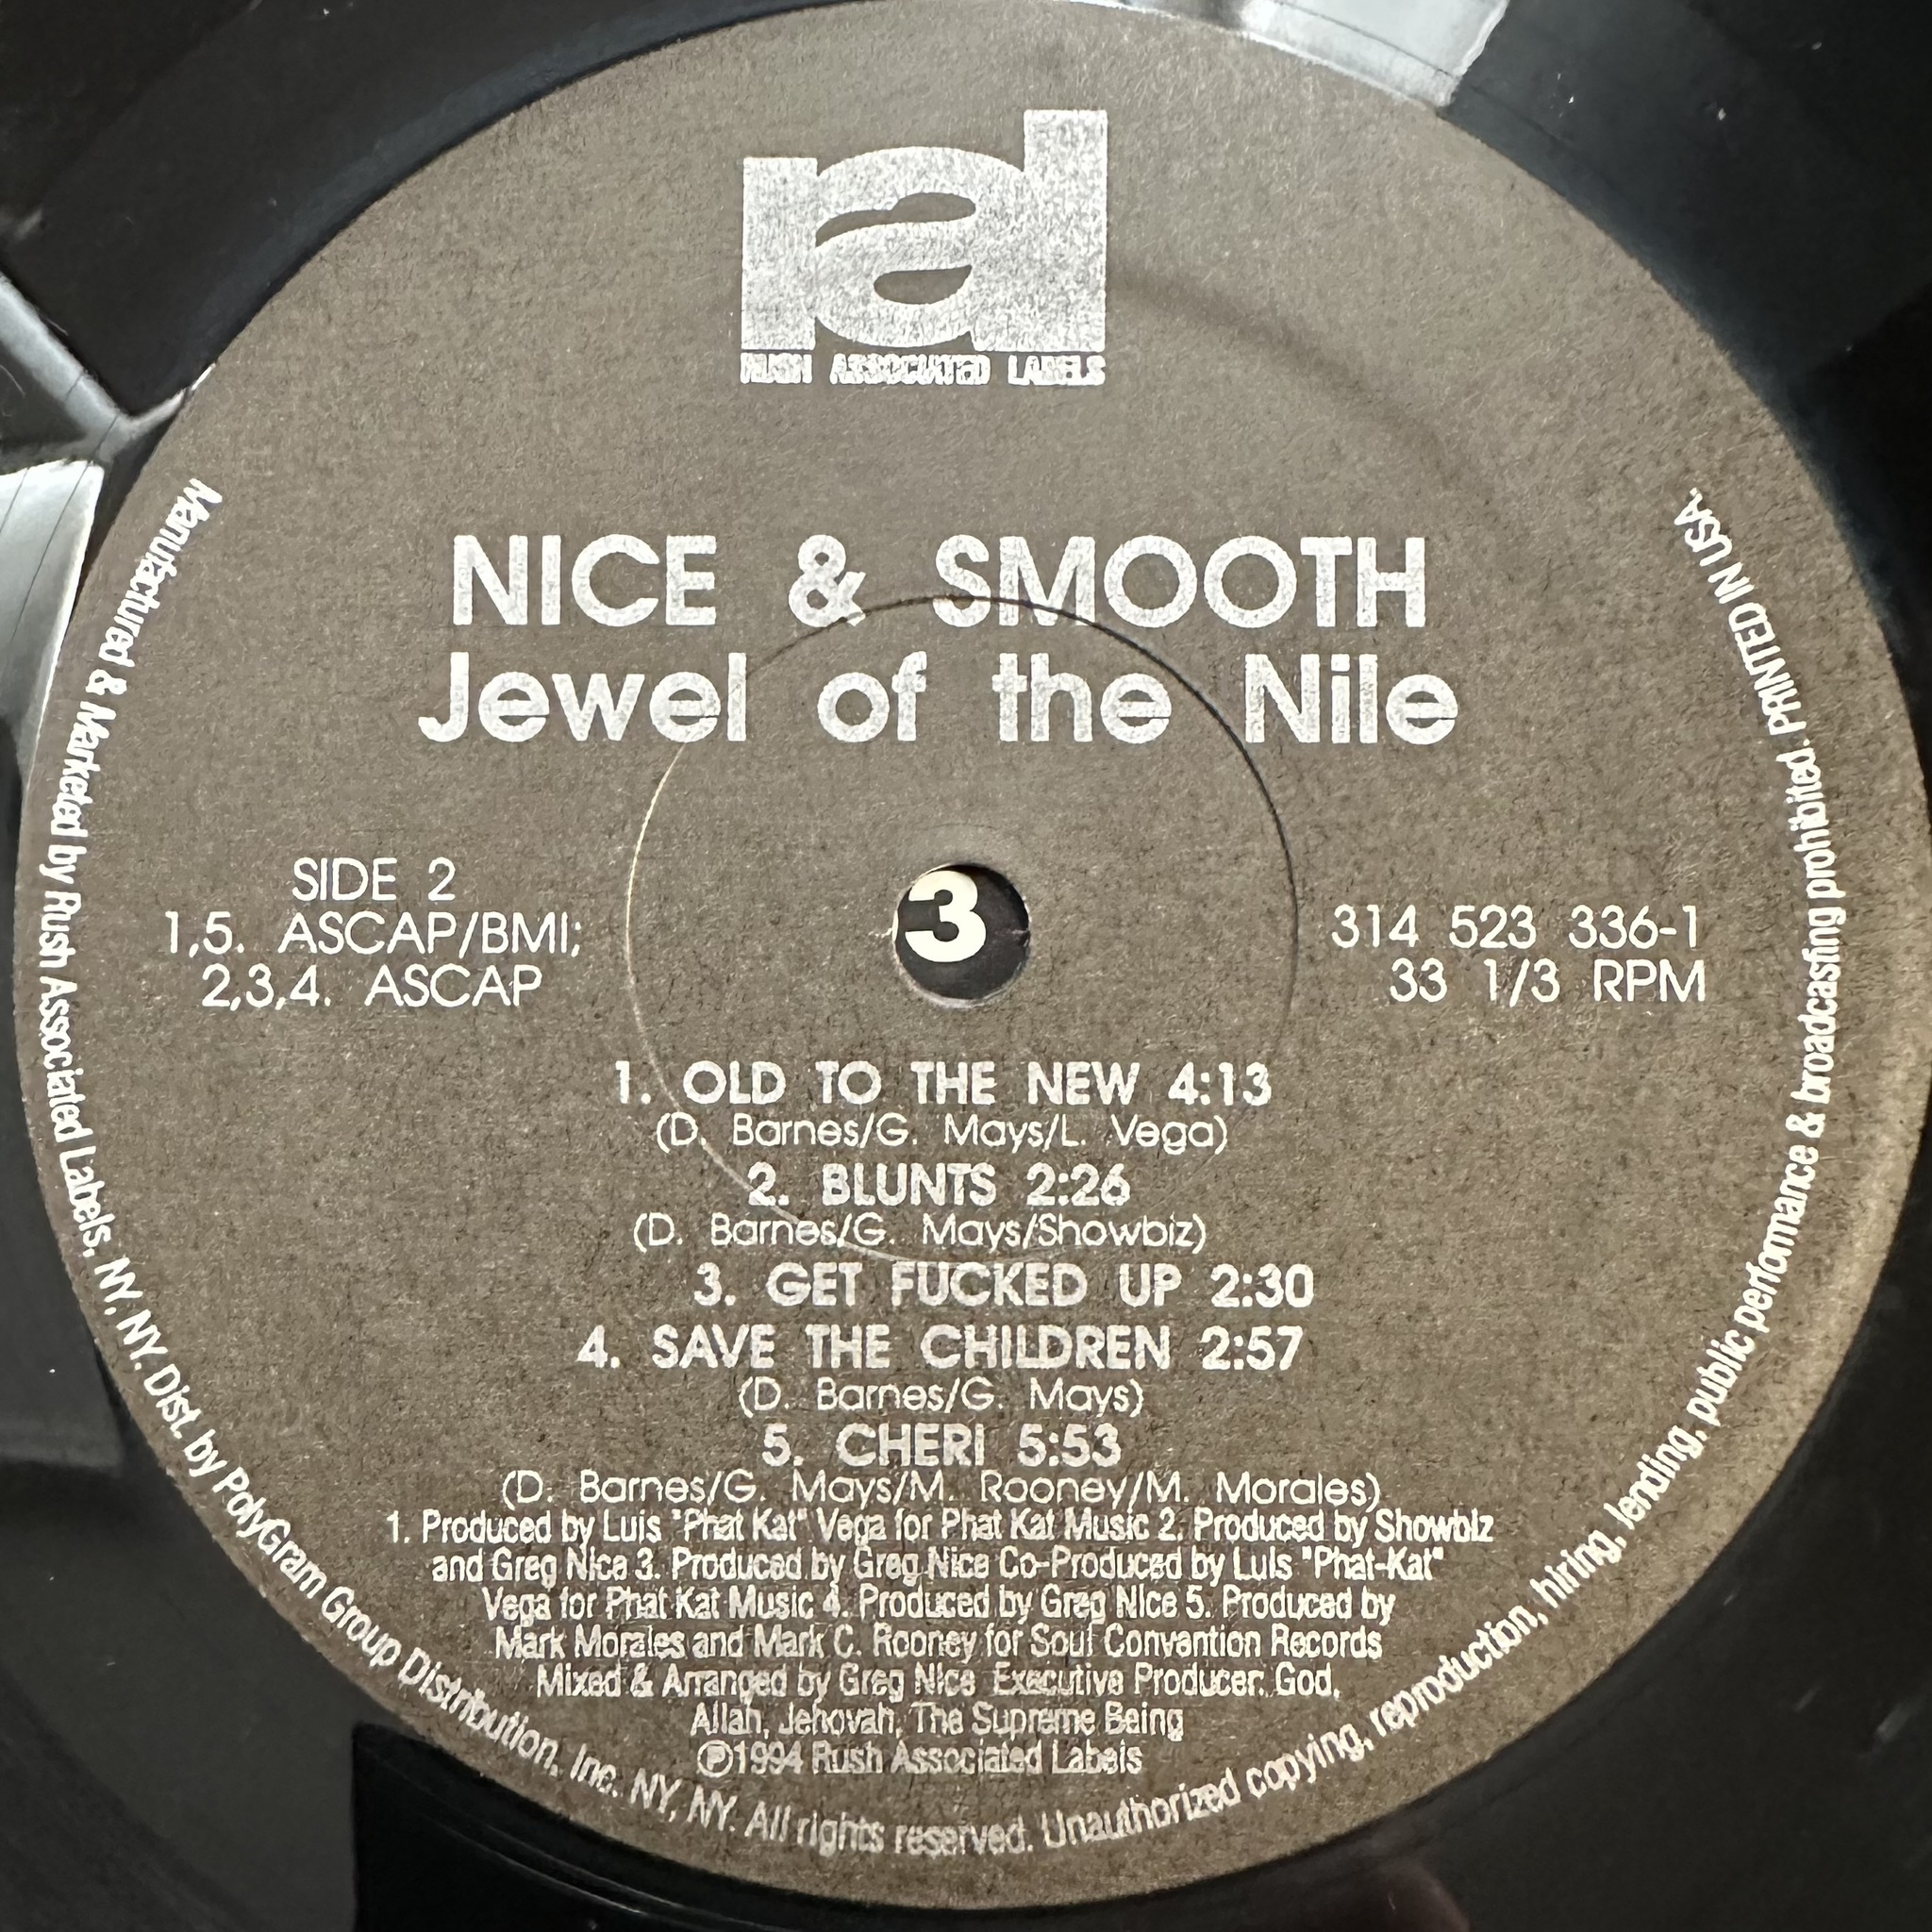 ral
RUSH ASSOCIATED LABELS
NICE & SMOOTH
Jewel of the Nile
SIDE 2
1,5. ASCAP/BMI;
2,3,4. ASCAP
3
314 523 336-1
33 1/3 RPM
1. OLD TO THE NEW 4:13
(D. Barnes/G. Mays/L. Vega)
2. BLUNTS 2:26
(D. Barnes/G. Mays/Showbiz)
3. GET FUCKED UP 2:30
4. SAVE THE CHILDREN 2:57
(D. Barnes/G. Mays)
5. CHERI 5:53
(D. Barnes/G. Mays/M. Rooney/M. Morales)
1. Produced by Luis "Phat Kat" Vega for Phat Kat Music 2. Produced by Showbiz
and Greg Nice 3. Produced by Greg Nice Co-Produced by Luis "Phat-Kat"
Vega for Phat Kat Music 4. Produced by Greg Nice 5. Produced by
Mark Morales and Mark C. Rooney for Soul Convention Records
Mixed & Arranged by Greg Nice Executive Producer: God,
Allah, Jehovah, The Supreme Being
℗1994 Rush Associated Labels
Manufactured & Marketed by Rush Associated Labels, NY, NY. Dist. by PolyGram Group Distribution, Inc. NY, NY. All rights reserved. Unauthorized copying, reproduction, hiring, lending, public performance & broadcasting prohibited. PRINTED IN USA.